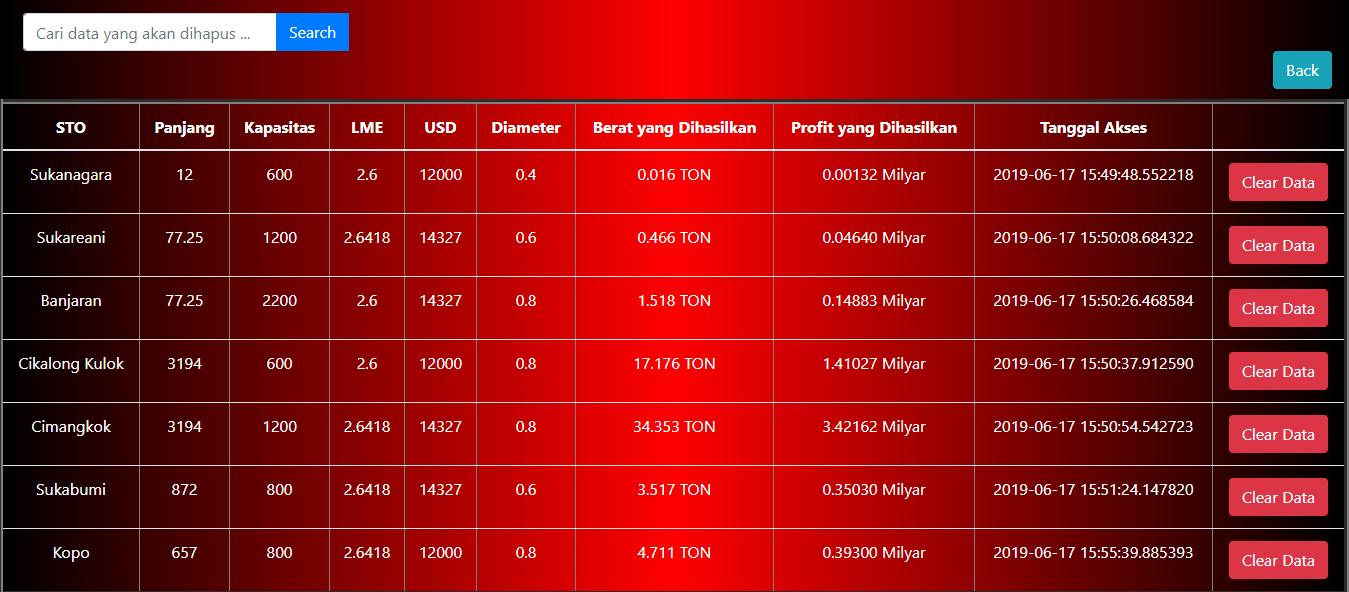 Cari data yang akan dihapus ... Search
Back
STO Panjang Kapasitas LME USD Diameter Berat yang Dihasilkan Profit yang Dihasilkan Tanggal Akses
Sukanagara 12 600 2.6 12000 0.4 0.016 TON 0.00132 Milyar 2019-06-17 15:49:48.552218 Clear Data
Sukareani 77.25 1200 2.6418 14327 0.6 0.466 TON 0.04640 Milyar 2019-06-17 15:50:08.684322 Clear Data
Banjaran 77.25 2200 2.6 14327 0.8 1.518 TON 0.14883 Milyar 2019-06-17 15:50:26.468584 Clear Data
Cikalong Kulok 3194 600 2.6 12000 0.8 17.176 TON 1.41027 Milyar 2019-06-17 15:50:37.912590 Clear Data
Cimangkok 3194 1200 2.6418 14327 0.8 34.353 TON 3.42162 Milyar 2019-06-17 15:50:54.542723 Clear Data
Sukabumi 872 800 2.6418 14327 0.6 3.517 TON 0.35030 Milyar 2019-06-17 15:51:24.147820 Clear Data
Kopo 657 800 2.6418 12000 0.8 4.711 TON 0.39300 Milyar 2019-06-17 15:55:39.885393 Clear Data